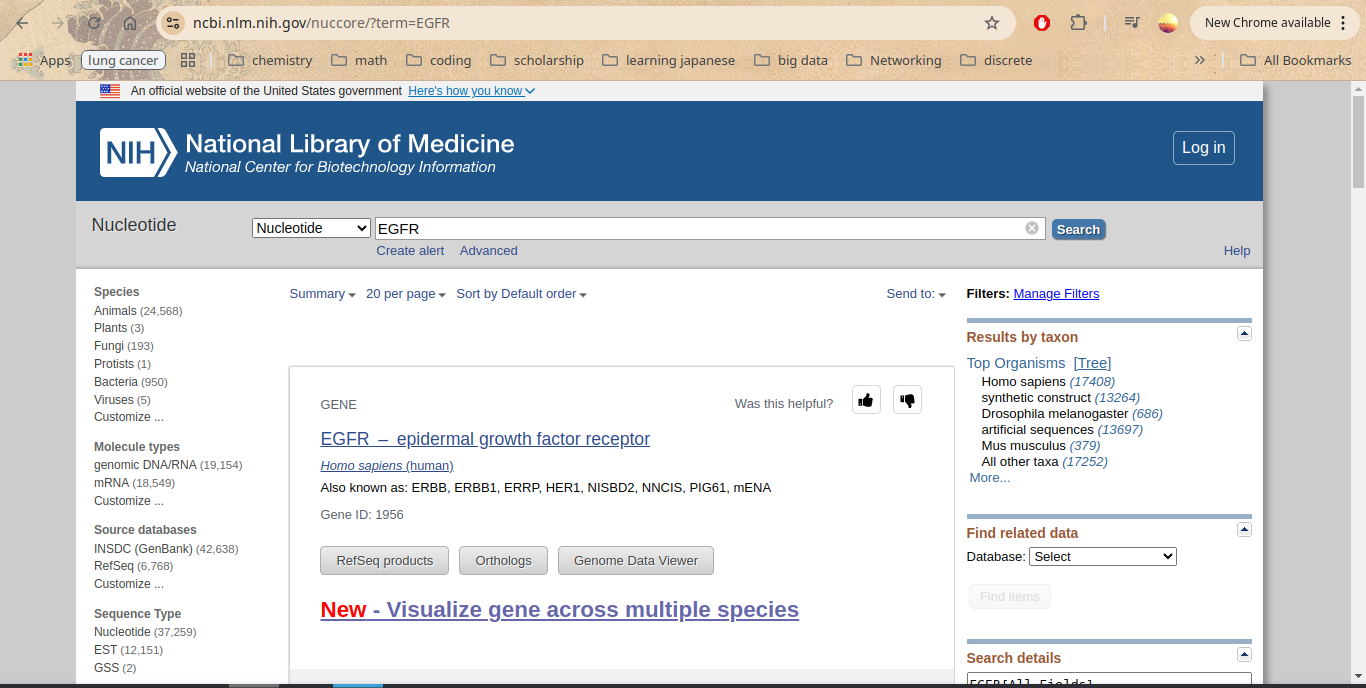 ncbi.nlm.nih.gov/nuccore/?term=EGFR
New Chrome available
Apps
lung cancer
chemistry
math
coding
scholarship
learning japanese
big data
Networking
discrete
All Bookmarks
An official website of the United States government Here's how you know
NIH National Library of Medicine
National Center for Biotechnology Information
Log in
Nucleotide
Nucleotide
EGFR
Search
Create alert
Advanced
Help
Species
Animals (24,568)
Plants (3)
Fungi (193)
Protists (1)
Bacteria (950)
Viruses (5)
Customize ...
Molecule types
genomic DNA/RNA (19,154)
mRNA (18,549)
Customize ...
Source databases
INSDC (GenBank) (42,638)
RefSeq (6,768)
Customize ...
Sequence Type
Nucleotide (37,259)
EST (12,151)
GSS (2)
Summary
20 per page
Sort by Default order
Send to:
GENE
Was this helpful?
EGFR – epidermal growth factor receptor
Homo sapiens (human)
Also known as: ERBB, ERBB1, ERRP, HER1, NISBD2, NNCIS, PIG61, mENA
Gene ID: 1956
RefSeq products
Orthologs
Genome Data Viewer
New - Visualize gene across multiple species
Filters: Manage Filters
Results by taxon
Top Organisms [Tree]
Homo sapiens (17408)
synthetic construct (13264)
Drosophila melanogaster (686)
artificial sequences (13697)
Mus musculus (379)
All other taxa (17252)
More...
Find related data
Database: Select
Find items
Search details
EGFR[All Fields]